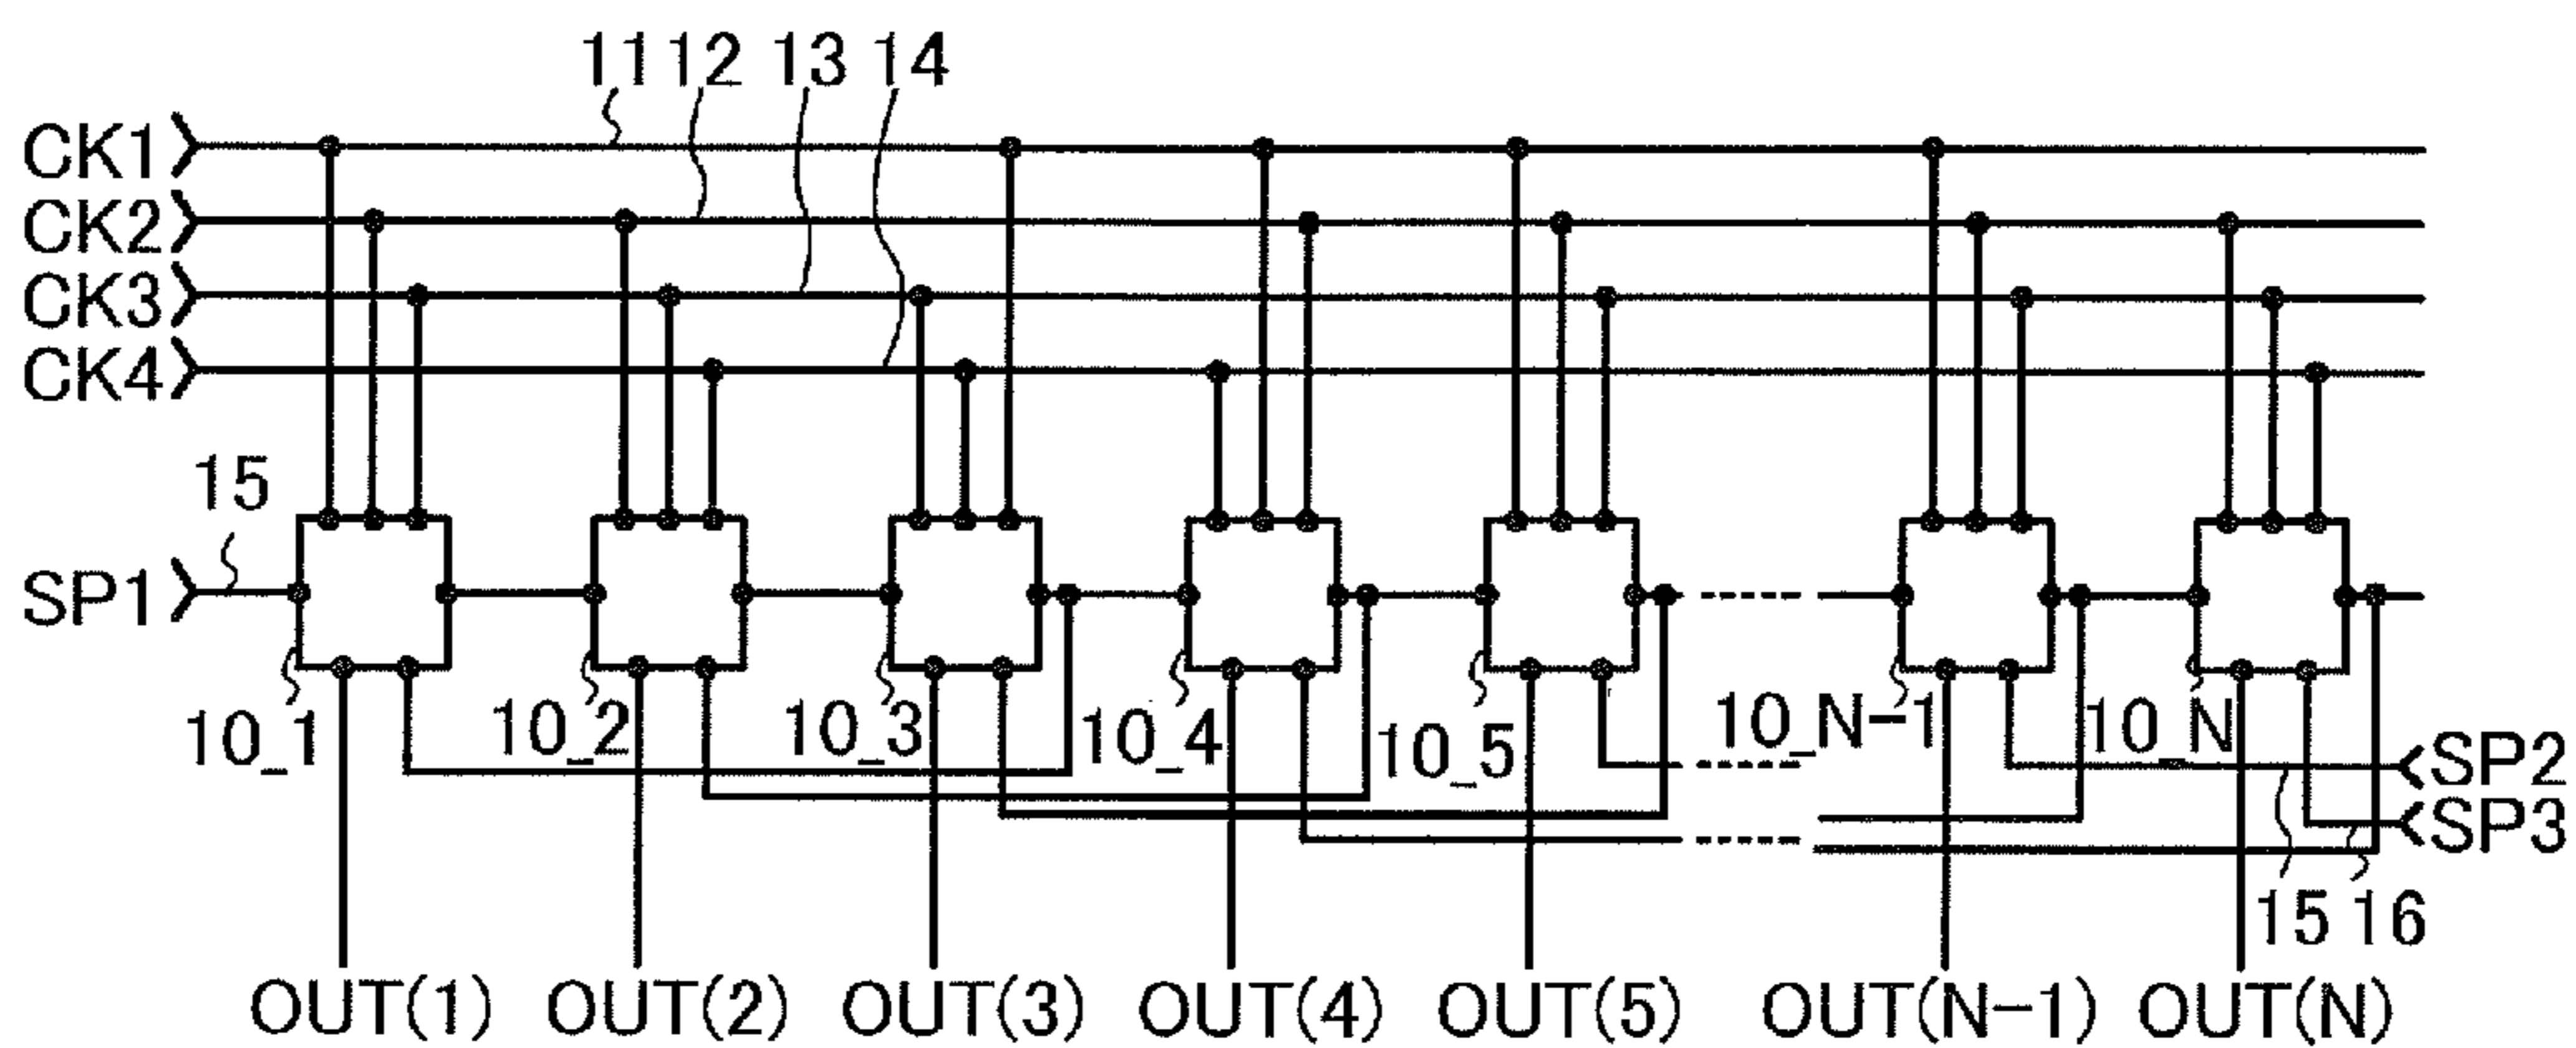 11 12 13 14
CK1
CK2
CK3
CK4
15
SP1
10_1
10_2
10_3
10_4
10_5
10_N-1
10_N
SP2
SP3
15 16
OUT(1) OUT(2) OUT(3) OUT(4) OUT(5) OUT(N-1) OUT(N)